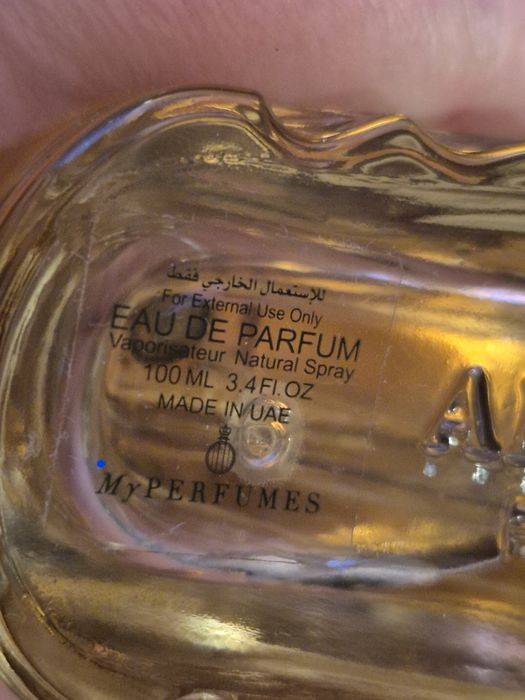 للإستعمال الخارجي فقط
For External Use Only
EAU DE PARFUM
Vaporisateur Natural Spray
100 ML 3.4 Fl OZ
MADE IN UAE
MyPERFUMES
A